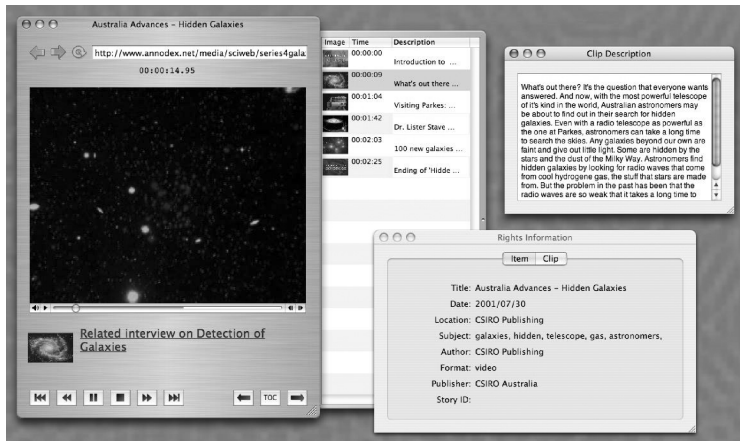 Australia Advances – Hidden Galaxies
http://www.annodex.net/media/sciweb/series4gala
00:00:14.95
Related interview on Detection of
Galaxies
TOC
Image Time Description
00:00:00
Introduction to ...
00:00:09
What's out there ...
00:01:04
Visiting Parkes: ...
00:01:42
Dr. Lister Stave ...
00:02:03
100 new galaxies ...
00:02:25
Ending of 'Hidde ...
Clip Description
What's out there? It's the question that everyone wants
answered. And now, with the most powerful telescope
of it's kind in the world, Australian astronomers may
be about to find out in their search for hidden
galaxies. Even with a radio telescope as powerful as
the one at Parkes, astronomers can take a long time
to search the skies. Any galaxies beyond our own are
faint and give out little light. Some are hidden by the
stars and the dust of the Milky Way. Astronomers find
hidden galaxies by looking for radio waves that come
from cool hydrogene gas, the stuff that stars are made
from. But the problem in the past has been that the
radio waves are so weak that it takes a long time to
Rights Information
Item Clip
Title: Australia Advances – Hidden Galaxies
Date: 2001/07/30
Location: CSIRO Publishing
Subject: galaxies, hidden, telescope, gas, astronomers,
Author: CSIRO Publishing
Format: video
Publisher: CSIRO Australia
Story ID: